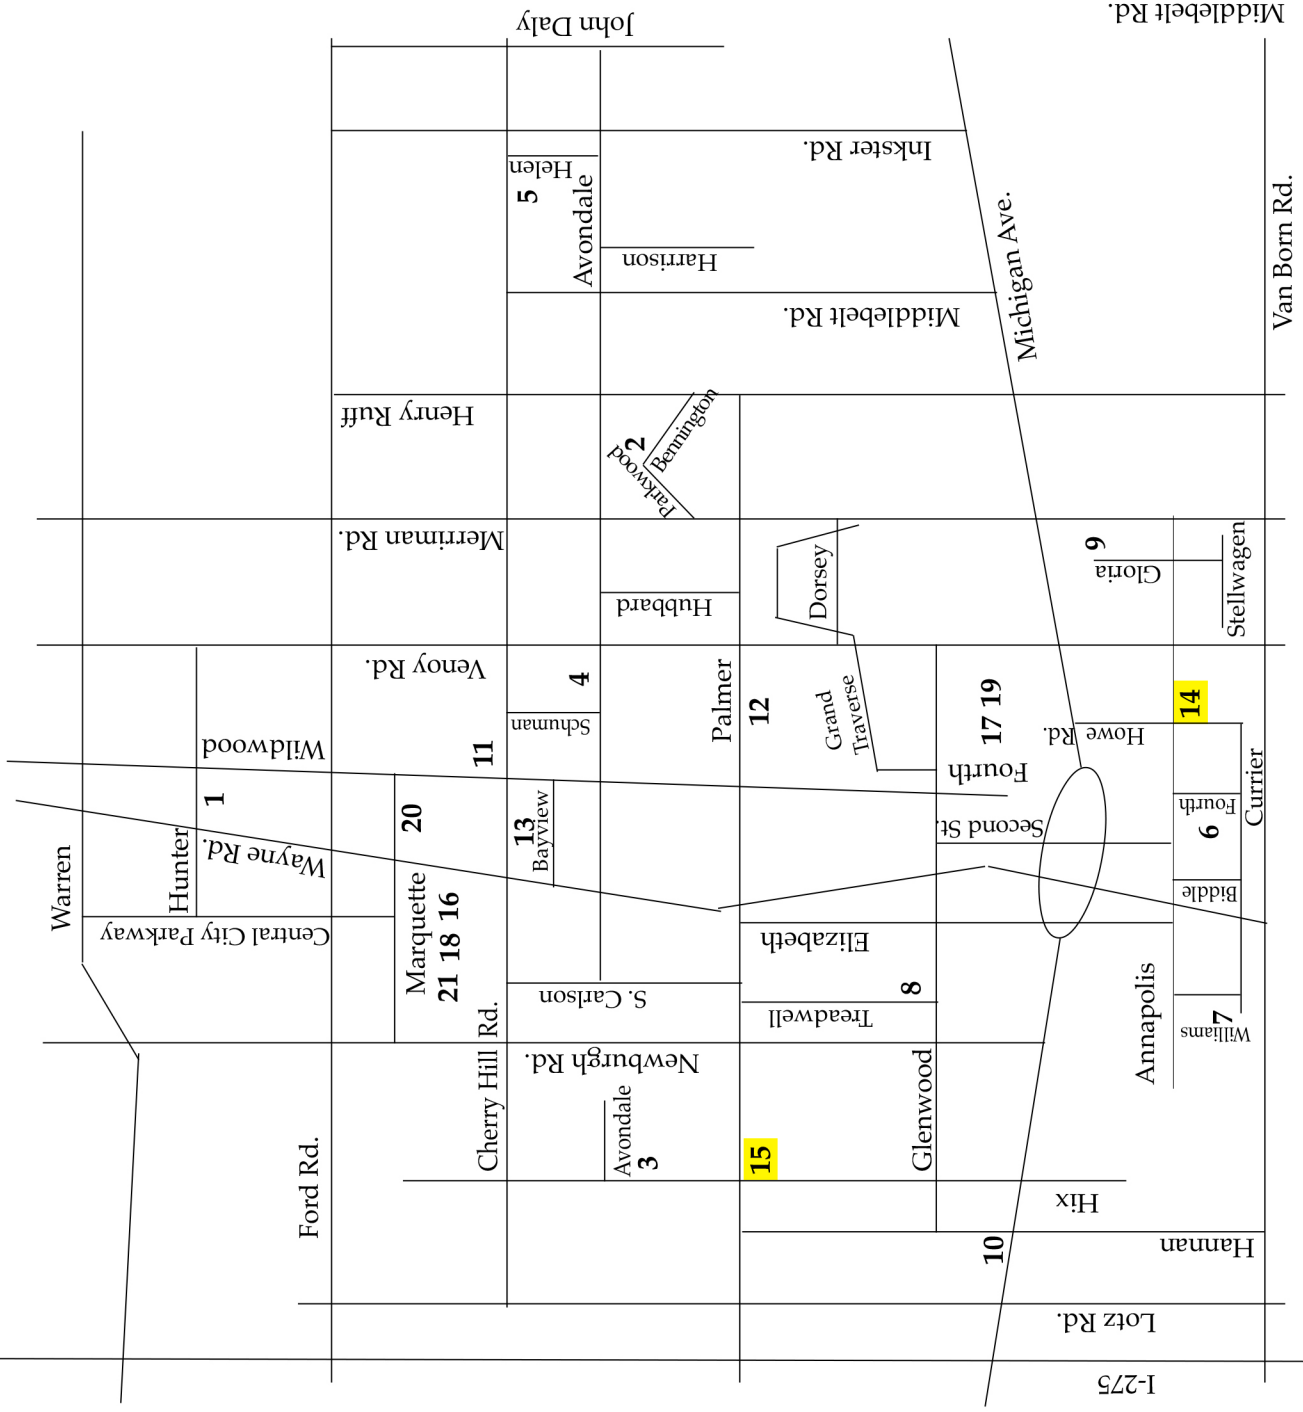 John Daly
Middlebelt Rd.
Inkster Rd.
Helen
5
Avondale
Harrison
Michigan Ave.
Van Born Rd.
Middlebelt Rd.
Henry Ruff
2
Bennington
Parkwood
Merriman Rd.
9
Gloria
Stellwagen
Dorsey
Hubbard
Venoy Rd.
4
Schuman
Palmer
12
Grand
Traverse
17 19
14
Howe Rd.
Wildwood
11
Fourth
1
20
13
Bayview
Second St.
Fourth
6
Currier
Hunter
Wayne Rd.
Warren
Marquette
21 18 16
Biddle
Central City Parkway
Elizabeth
S. Carlson
8
Treadwell
Annapolis
7
Williams
Newburgh Rd.
Cherry Hill Rd.
Avondale
3
Glenwood
15
Ford Rd.
Hix
10
Hannan
Lotz Rd.
I-275